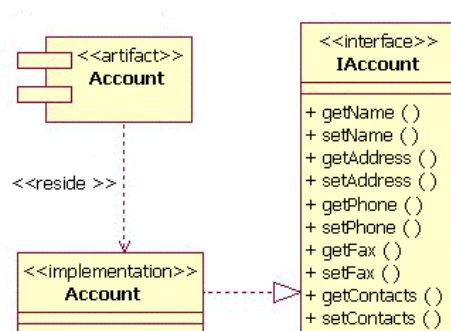 <<artifact>>
Account
<<reside >>
<<implementation>>
Account
<<interface>>
IAccount
+ getName ( )
+ setName ( )
+ getAddress ( )
+ setAddress ( )
+ getPhone ( )
+ setPhone ( )
+ getFax ( )
+ setFax ( )
+ getContacts ( )
+ setContacts ( )